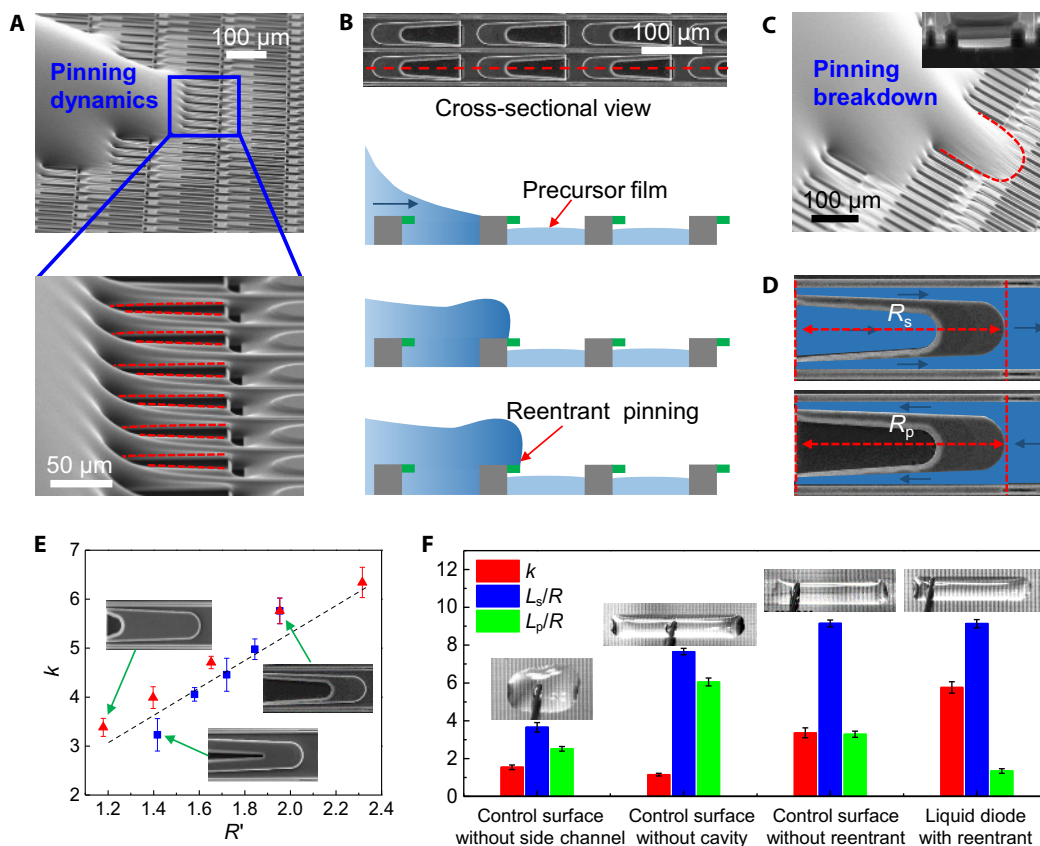 A
100 µm
Pinning
dynamics
50 µm
B
100 µm
Cross-sectional view
Precursor film
Reentrant pinning
C
Pinning
breakdown
100 µm
D
Rs
Rp
E
7
6
5
4
3
2
k
1.2 1.4 1.6 1.8 2.0 2.2 2.4
R'
F
12
10
8
6
4
2
0
k
Ls/R
Lp/R
Control surface
without side channel
Control surface
without cavity
Control surface
without reentrant
Liquid diode
with reentrant